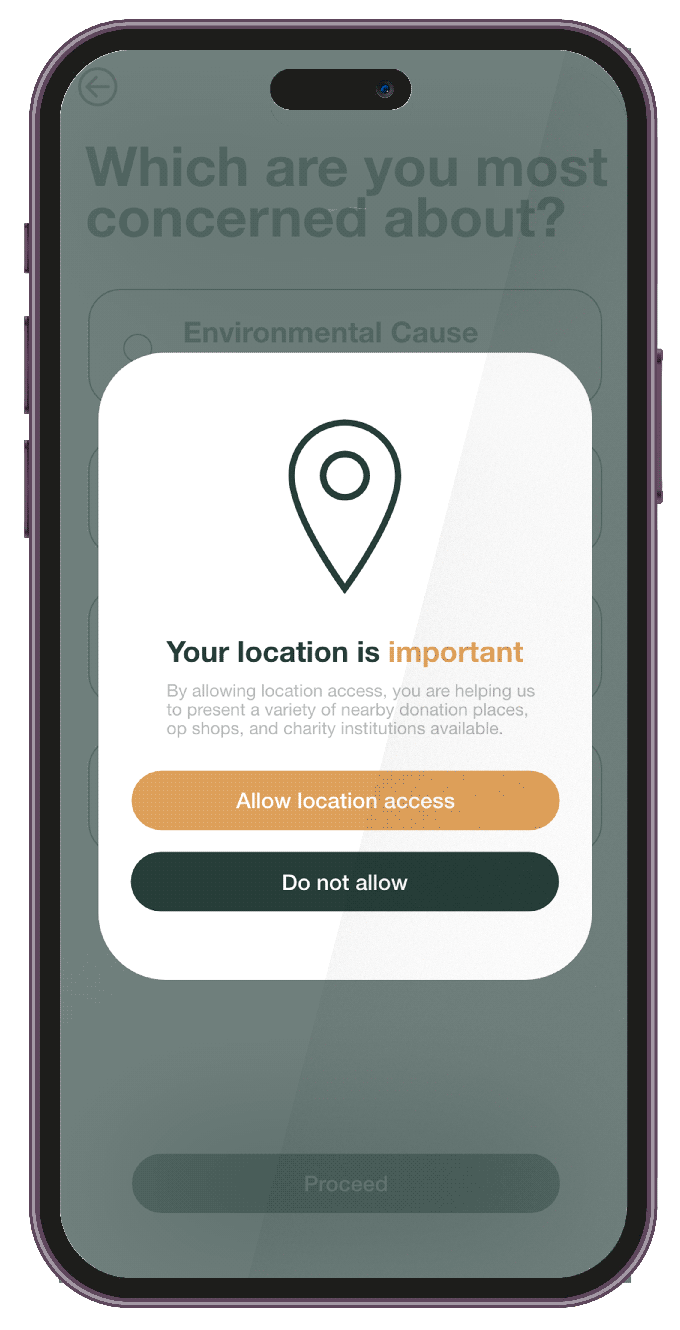 Which are you most
concerned about?
Environmental Cause
Your location is important
By allowing location access, you are helping us
to present a variety of nearby donation places,
op shops, and charity institutions available.
Allow location access
Do not allow
Proceed